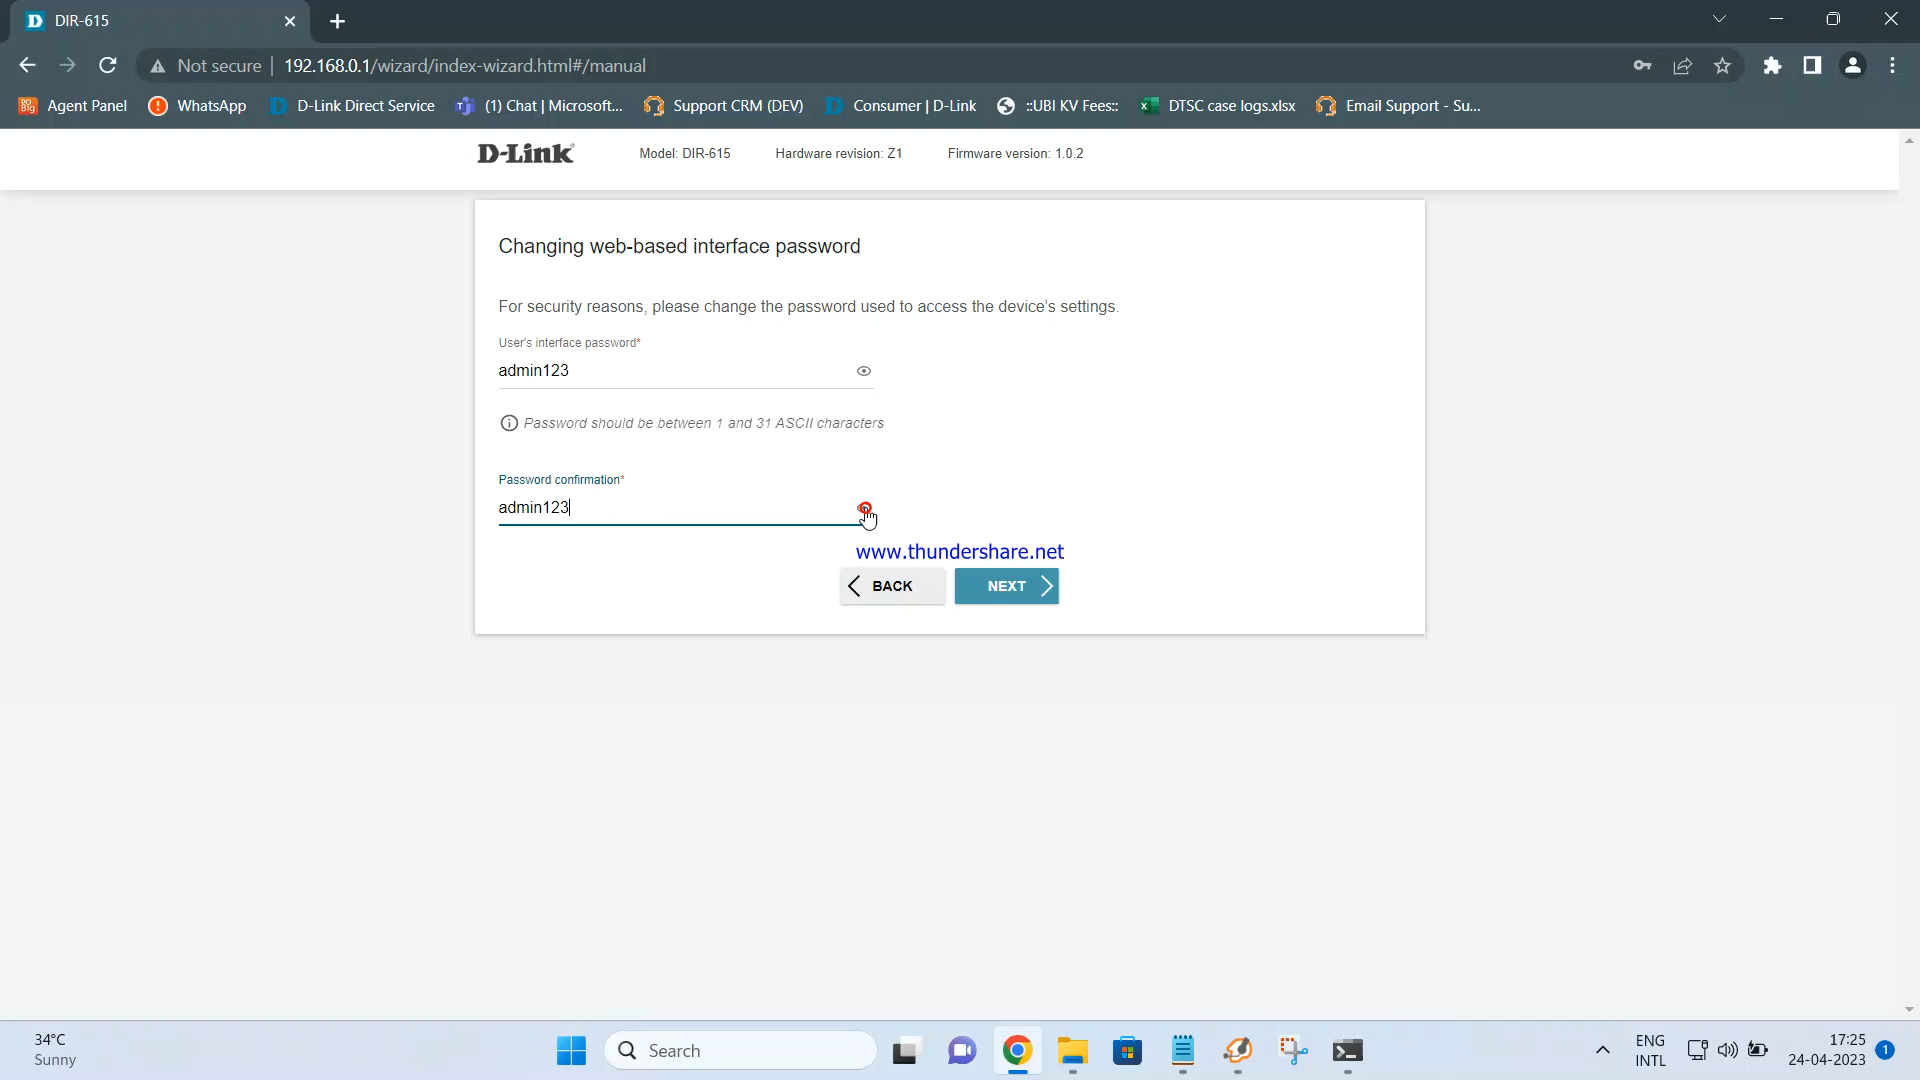 DIR-615
Not secure
192.168.0.1/wizard/index-wizard.html#/manual
Agent Panel
WhatsApp
D-Link Direct Service
(1) Chat | Microsoft...
Support CRM (DEV)
Consumer | D-Link
::UBI KV Fees::
DTSC case logs.xlsx
Email Support - Su...
D-Link
Model: DIR-615
Hardware revision: Z1
Firmware version: 1.0.2
Changing web-based interface password
For security reasons, please change the password used to access the device's settings.
User's interface password*
admin123
Password should be between 1 and 31 ASCII characters
Password confirmation*
admin123
www.thundershare.net
BACK
NEXT
34°C
Sunny
Search
ENG
INTL
17:25
24-04-2023
1